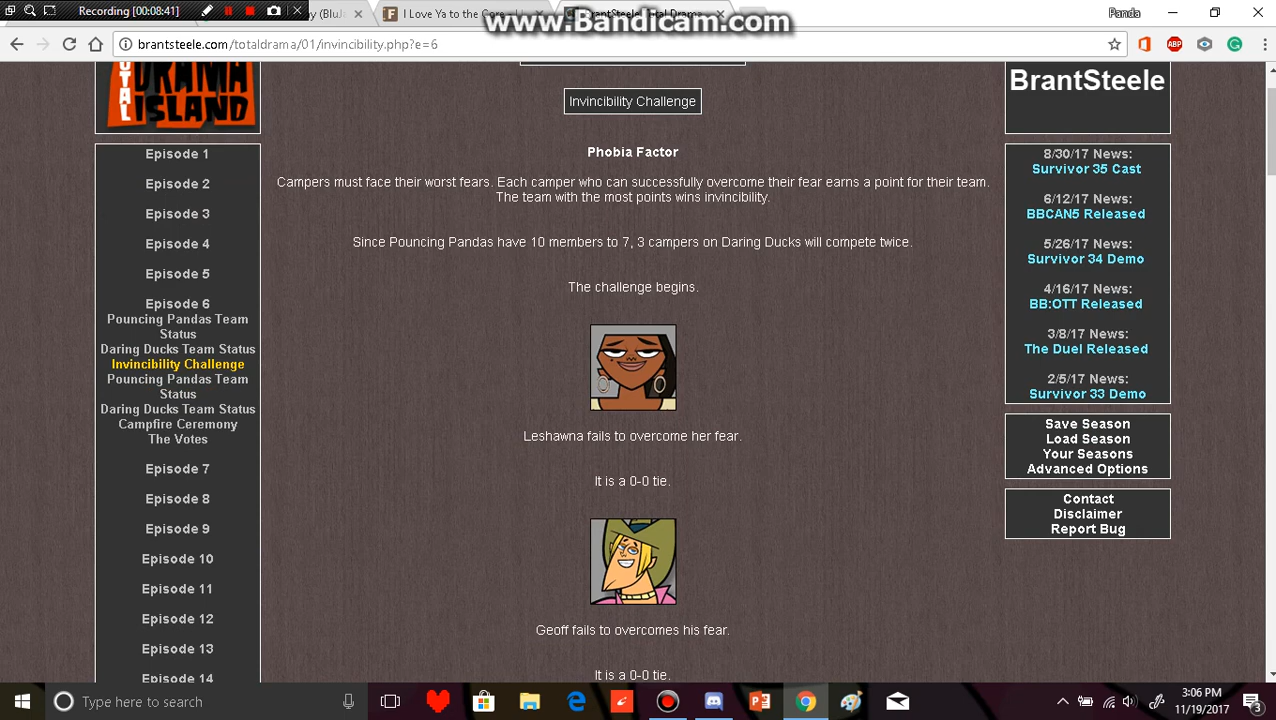 Recording [00:08:41]
y (Blula
I Love Ya to the Core - U
BrantSteele Total Drama
www.Bandicam.com
Panda
brantsteele.com/totaldrama/01/invincibility.php?e=6
TOTAL
DRAMA
ISLAND
Episode 1
Episode 2
Episode 3
Episode 4
Episode 5
Episode 6
Pouncing Pandas Team
Status
Daring Ducks Team Status
Invincibility Challenge
Pouncing Pandas Team
Status
Daring Ducks Team Status
Campfire Ceremony
The Votes
Episode 7
Episode 8
Episode 9
Episode 10
Episode 11
Episode 12
Episode 13
Episode 14
Invincibility Challenge
Phobia Factor
Campers must face their worst fears. Each camper who can successfully overcome their fear earns a point for their team.
The team with the most points wins invincibility.
Since Pouncing Pandas have 10 members to 7, 3 campers on Daring Ducks will compete twice.
The challenge begins.
Leshawna fails to overcome her fear.
It is a 0-0 tie.
Geoff fails to overcomes his fear.
It is a 0-0 tie.
BrantSteele
8/30/17 News:
Survivor 35 Cast
6/12/17 News:
BBCAN5 Released
5/26/17 News:
Survivor 34 Demo
4/16/17 News:
BB:OTT Released
3/8/17 News:
The Duel Released
2/5/17 News:
Survivor 33 Demo
Save Season
Load Season
Your Seasons
Advanced Options
Contact
Disclaimer
Report Bug
Type here to search
3:06 PM
11/19/2017
3